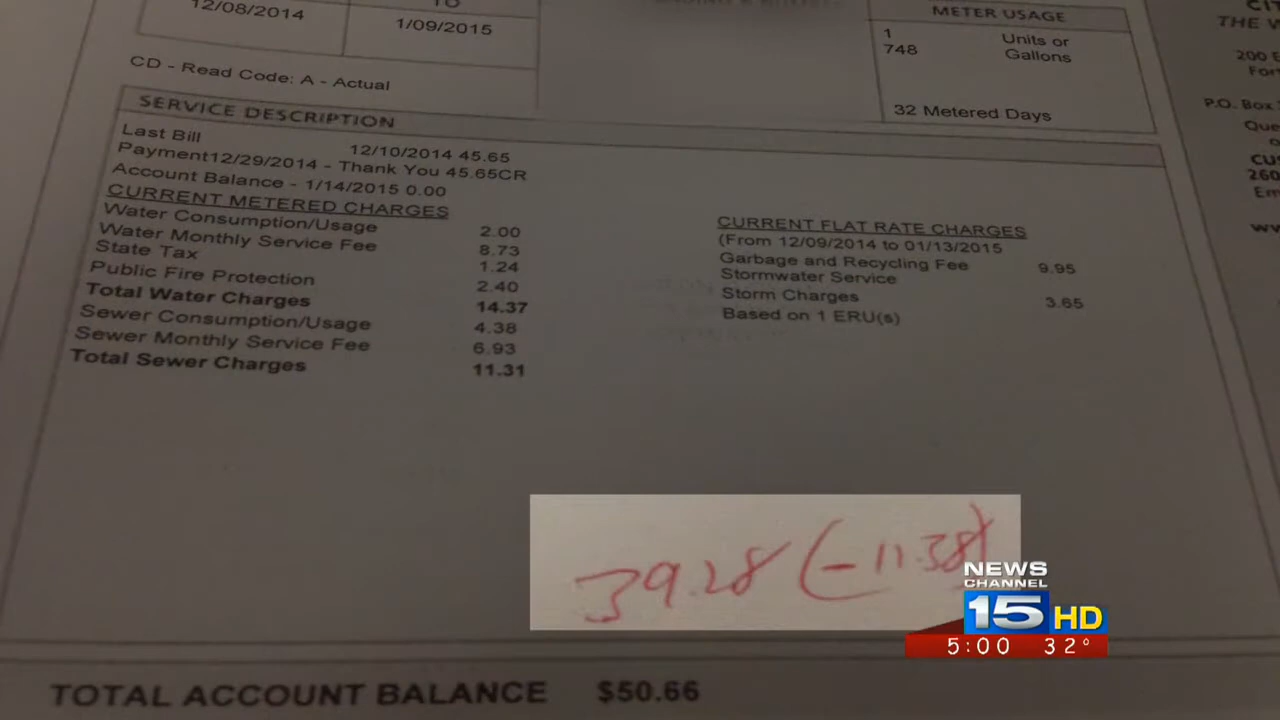 12/08/2014
TO
1/09/2015
METER USAGE
1 Units or
748 Gallons
32 Metered Days
CD - Read Code: A - Actual
SERVICE DESCRIPTION
Last Bill 12/10/2014 45.65
Payment12/29/2014 - Thank You 45.65CR
Account Balance - 1/14/2015 0.00
CURRENT METERED CHARGES
Water Consumption/Usage 2.00
Water Monthly Service Fee 8.73
State Tax 1.24
Public Fire Protection 2.40
Total Water Charges 14.37
Sewer Consumption/Usage 4.38
Sewer Monthly Service Fee 6.93
Total Sewer Charges 11.31
CURRENT FLAT RATE CHARGES
(From 12/09/2014 to 01/13/2015
Garbage and Recycling Fee 9.95
Stormwater Service
Storm Charges 3.65
Based on 1 ERU(s)
THE
200
P.O. Box
39.28 (-11.38)
NEWS
CHANNEL
15 HD
5:00 32°
TOTAL ACCOUNT BALANCE $50.66